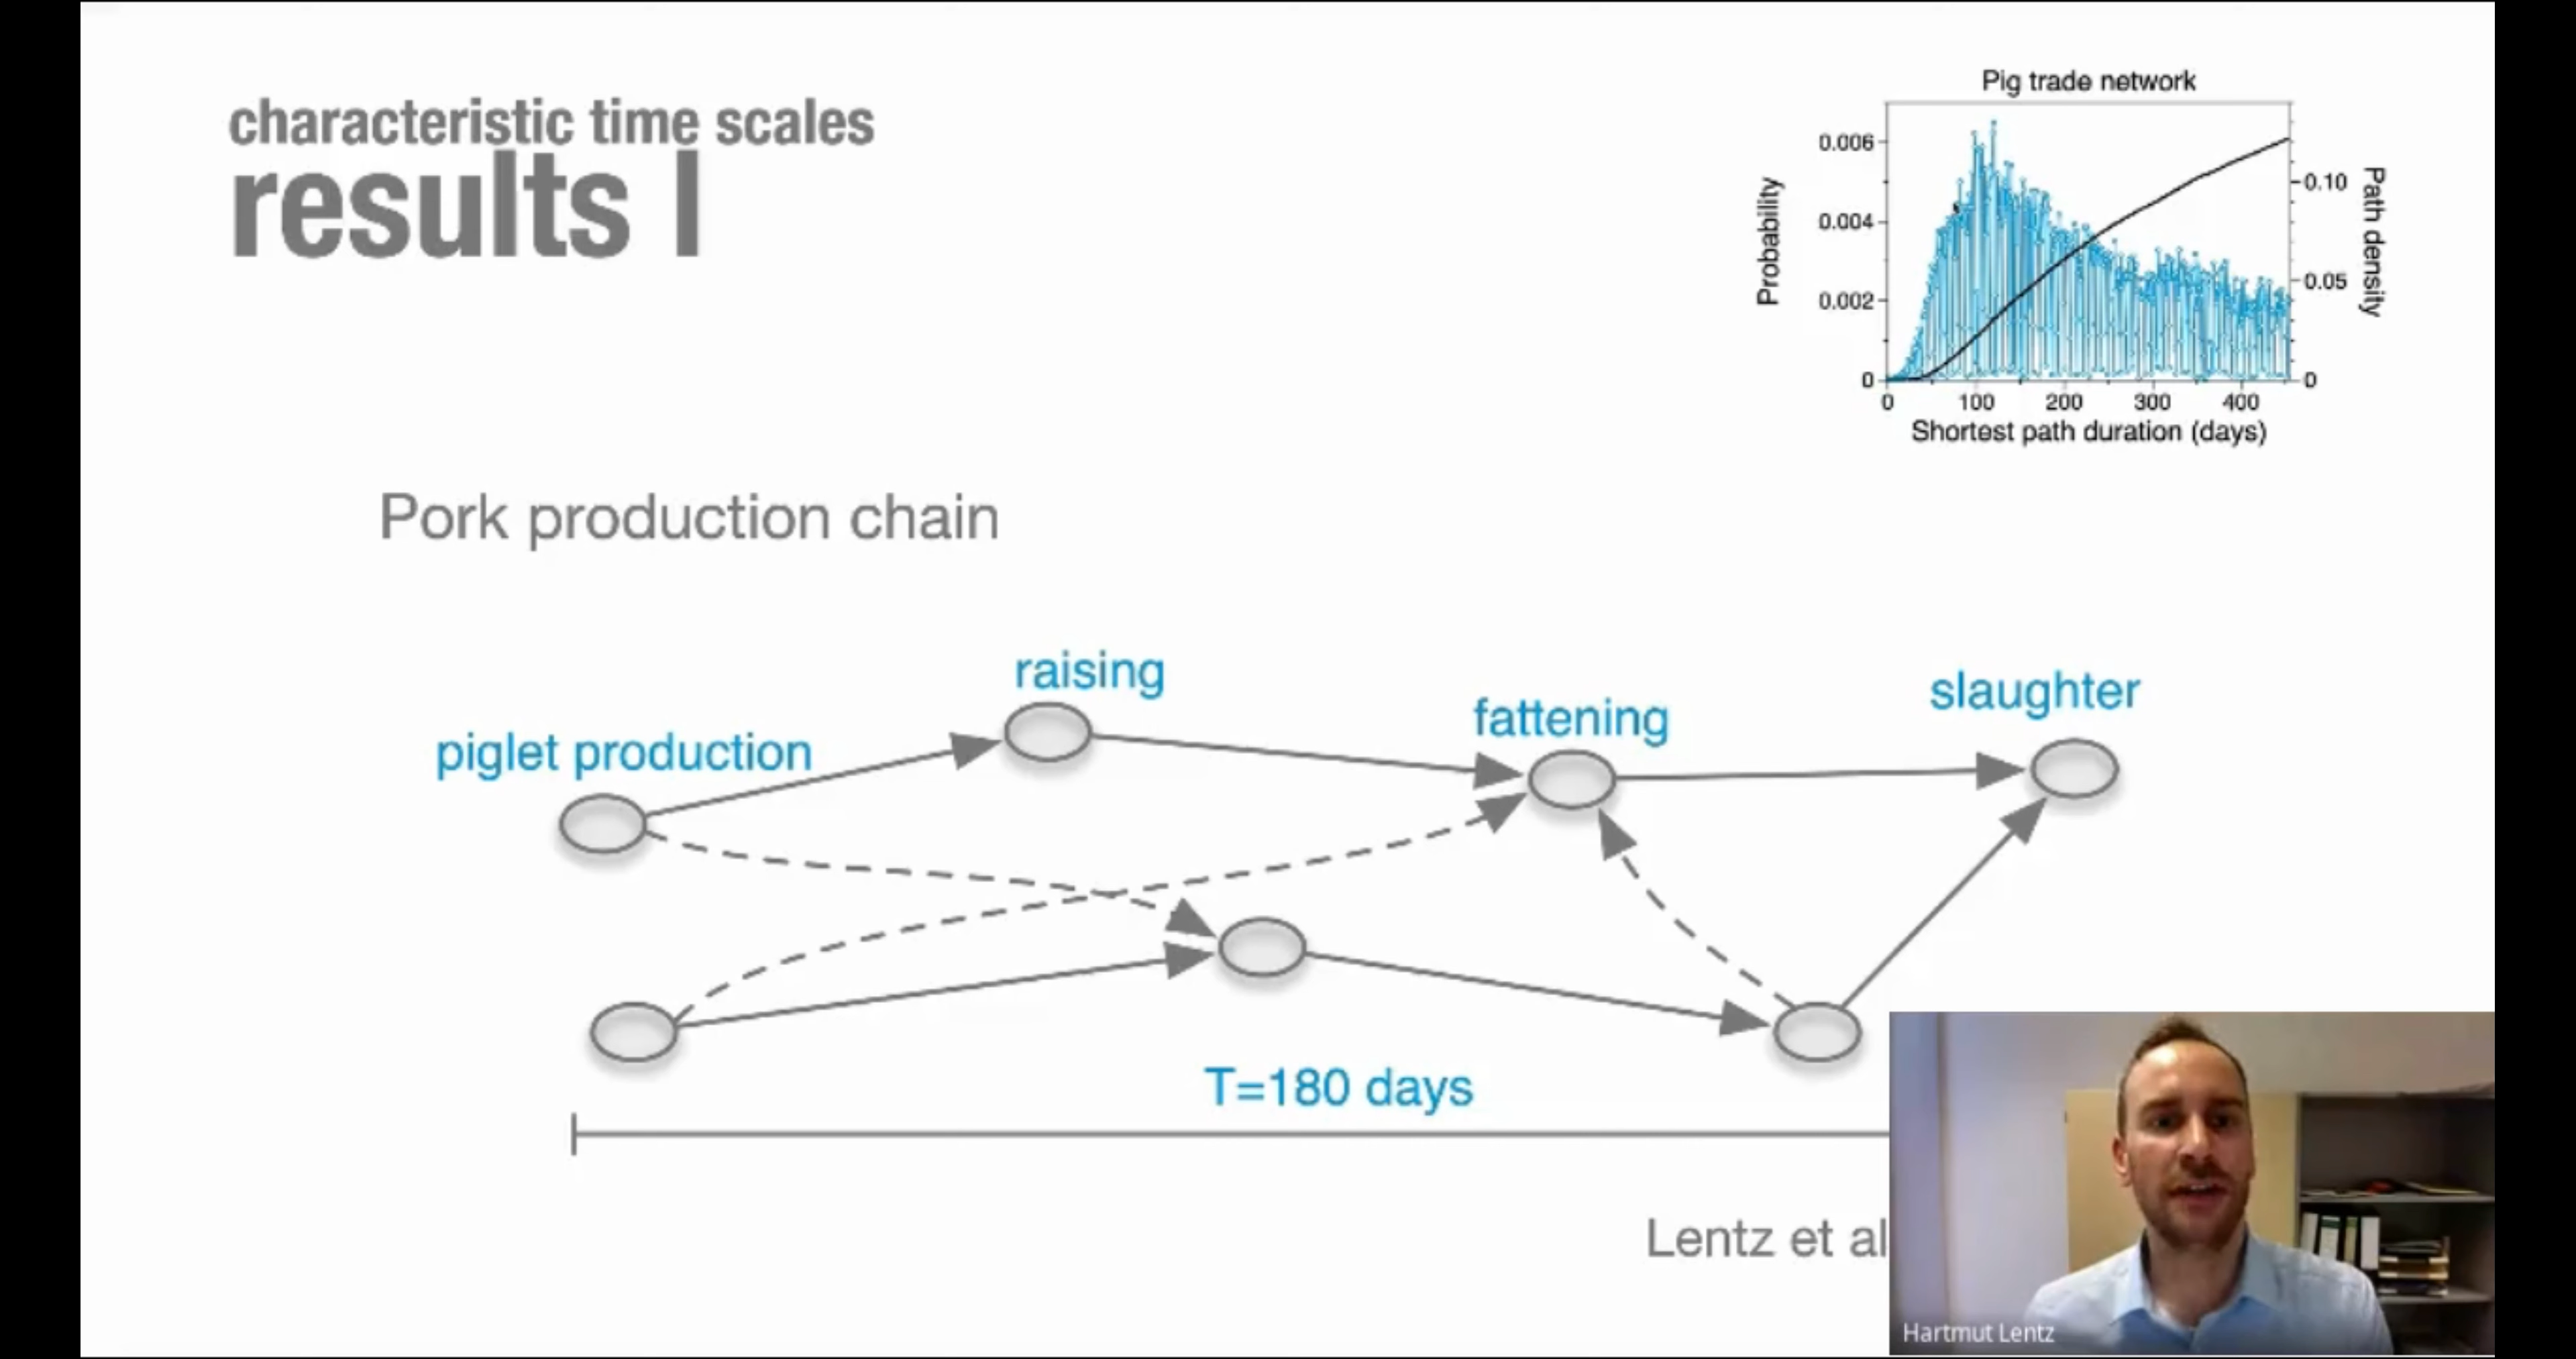 characteristic time scales
results I
Pig trade network
Probability
0.006
0.004
0.002
0
0.10
0.05
0
Path density
0 100 200 300 400
Shortest path duration (days)
Pork production chain
raising
slaughter
fattening
piglet production
T=180 days
Lentz et al
Hartmut Lentz